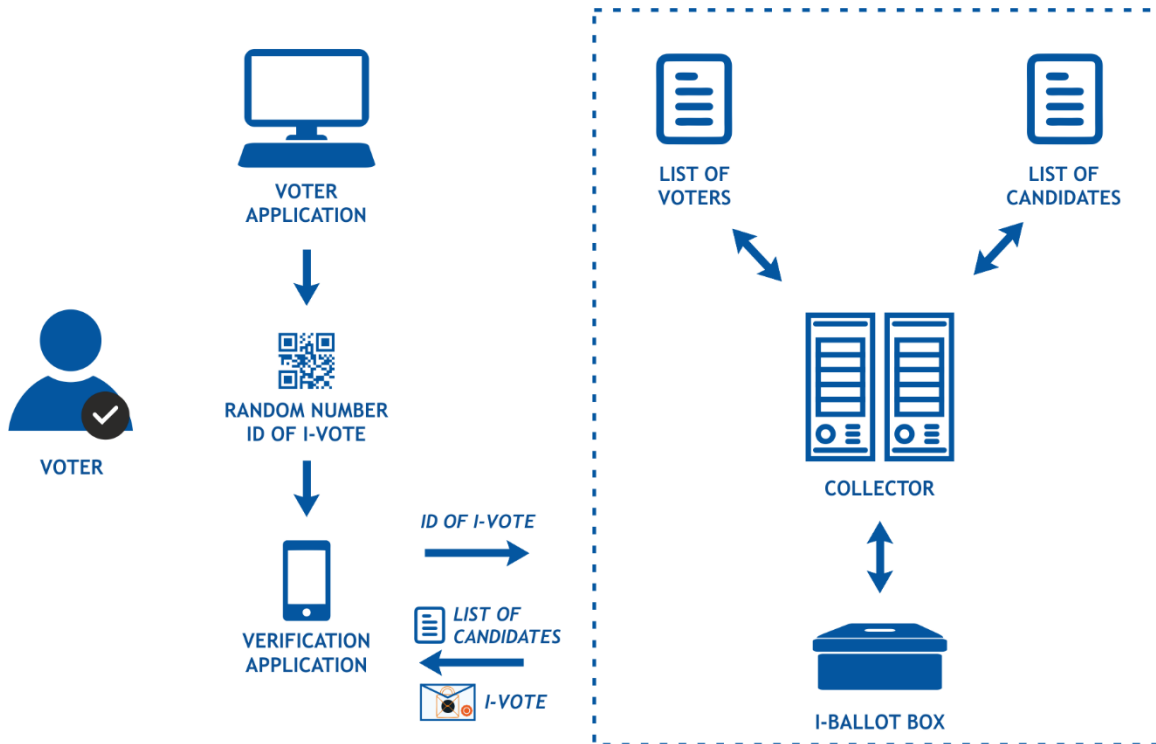 VOTER
APPLICATION
RANDOM NUMBER
ID OF I-VOTE
VOTER
VERIFICATION
APPLICATION
ID OF I-VOTE
LIST OF
CANDIDATES
I-VOTE
LIST OF
VOTERS
LIST OF
CANDIDATES
COLLECTOR
I-BALLOT BOX